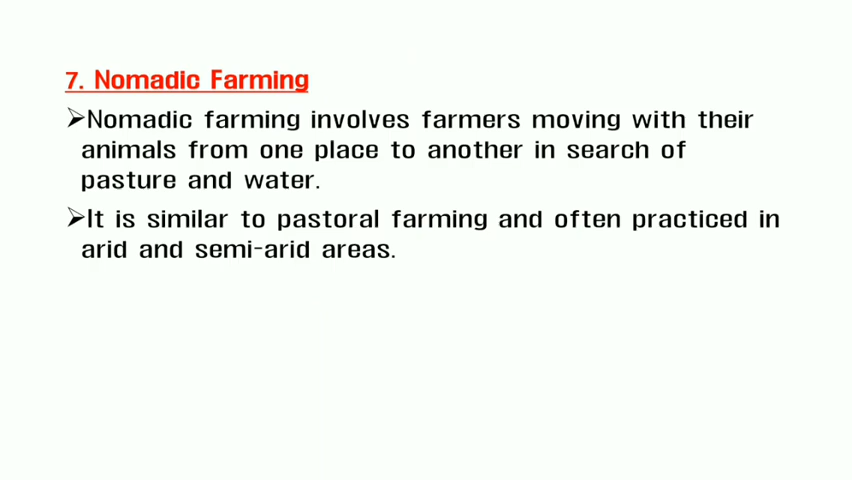 7. Nomadic Farming
➢Nomadic farming involves farmers moving with their
animals from one place to another in search of
pasture and water.
➢It is similar to pastoral farming and often practiced in
arid and semi-arid areas.